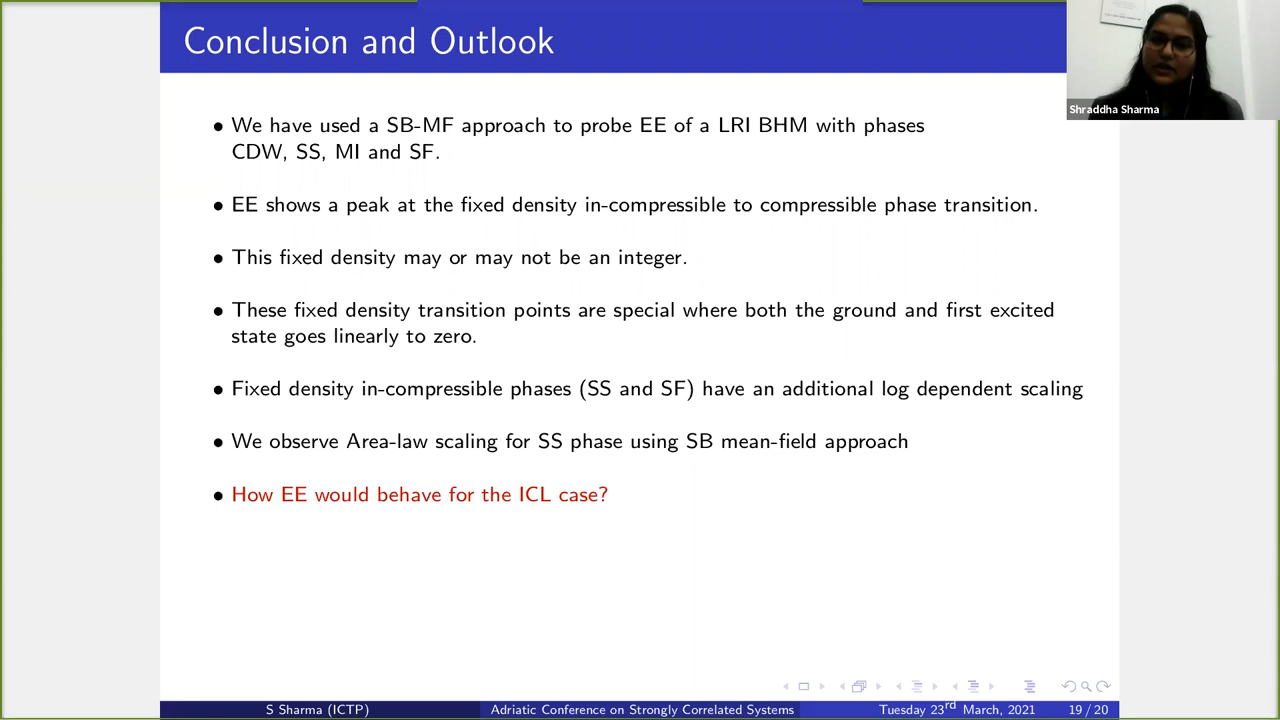 Conclusion and Outlook
Shraddha Sharma
• We have used a SB-MF approach to probe EE of a LRI BHM with phases
CDW, SS, MI and SF.
• EE shows a peak at the fixed density in-compressible to compressible phase transition.
• This fixed density may or may not be an integer.
• These fixed density transition points are special where both the ground and first excited
state goes linearly to zero.
• Fixed density in-compressible phases (SS and SF) have an additional log dependent scaling
• We observe Area-law scaling for SS phase using SB mean-field approach
• How EE would behave for the ICL case?
S Sharma (ICTP)
Adriatic Conference on Strongly Correlated Systems
Tuesday 23rd March, 2021
19 / 20